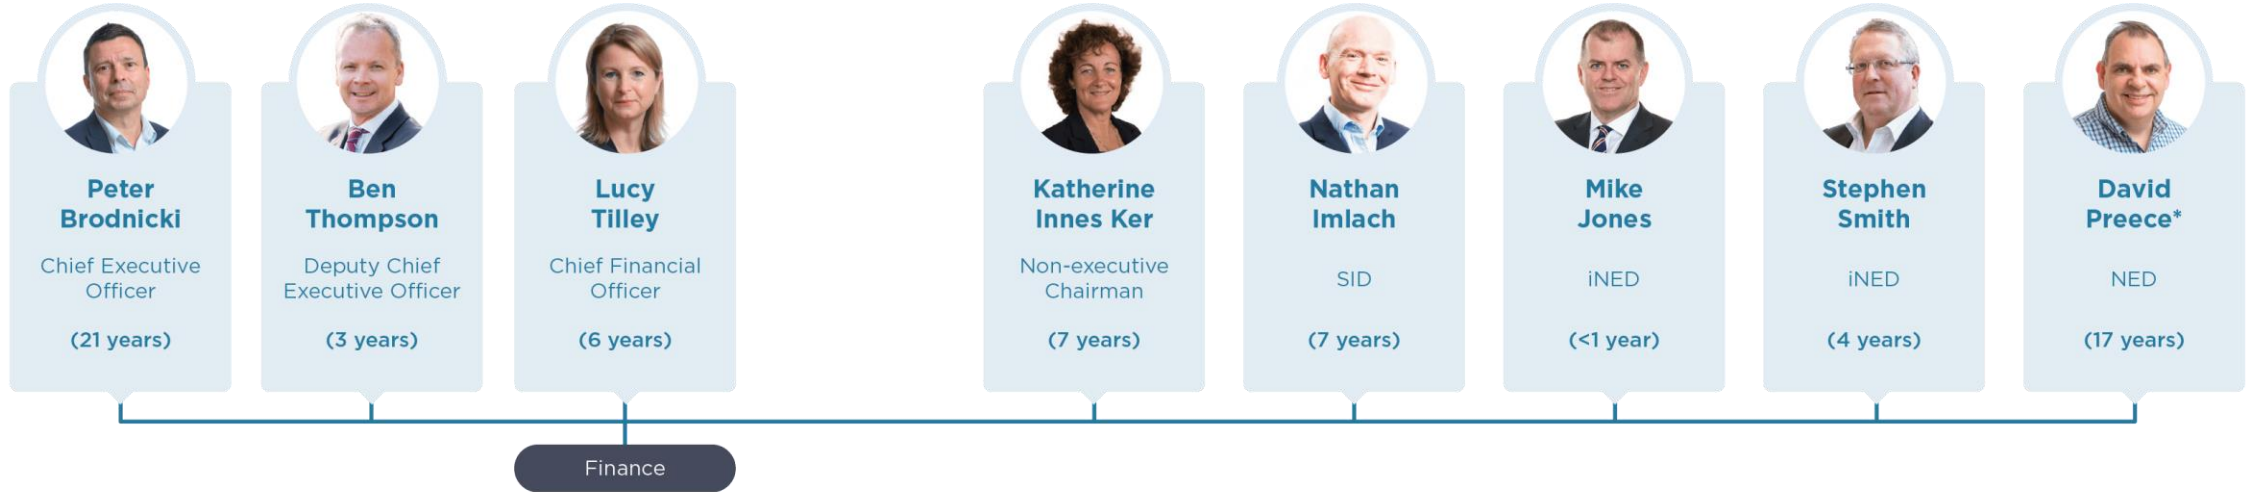 Peter
Brodnicki
Chief Executive
Officer
(21 years)
Ben
Thompson
Deputy Chief
Executive Officer
(3 years)
Lucy
Tilley
Chief Financial
Officer
(6 years)
Katherine
Innes Ker
Non-executive
Chairman
(7 years)
Nathan
Imlach
SID
(7 years)
Mike
Jones
iNED
(<1 year)
Stephen
Smith
iNED
(4 years)
David
Preece*
NED
(17 years)
Finance